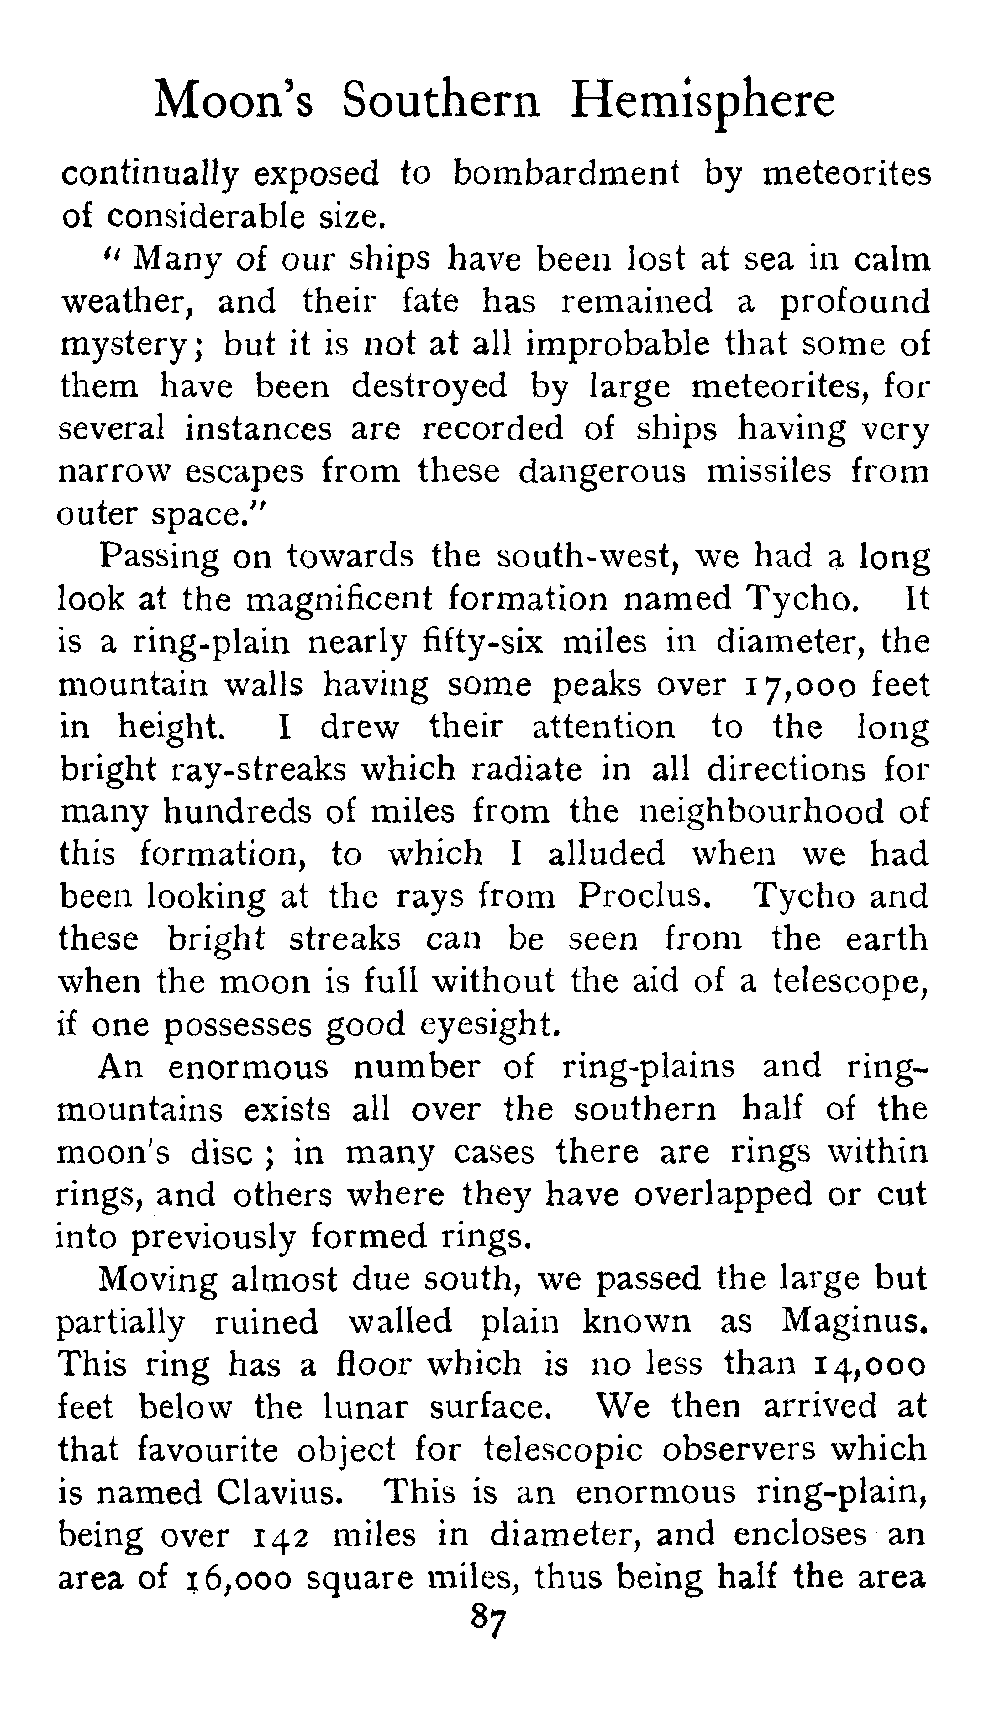 Moon's Southern Hemisphere
continually exposed to bombardment by meteorites
of considerable size.
" Many of our ships have been lost at sea in calm
weather, and their fate has remained a profound
mystery; but it is not at all improbable that some of
them have been destroyed by large meteorites, for
several instances are recorded of ships having very
narrow escapes from these dangerous missiles from
outer space."
Passing on towards the south-west, we had a long
look at the magnificent formation named Tycho. It
is a ring-plain nearly fifty-six miles in diameter, the
mountain walls having some peaks over 17,000 feet
in height. I drew their attention to the long
bright ray-streaks which radiate in all directions for
many hundreds of miles from the neighbourhood of
this formation, to which I alluded when we had
been looking at the rays from Proclus. Tycho and
these bright streaks can be seen from the earth
when the moon is full without the aid of a telescope,
if one possesses good eyesight.
An enormous number of ring-plains and ring-
mountains exists all over the southern half of the
moon's disc ; in many cases there are rings within
rings, and others where they have overlapped or cut
into previously formed rings.
Moving almost due south, we passed the large but
partially ruined walled plain known as Maginus.
This ring has a floor which is no less than 14,000
feet below the lunar surface. We then arrived at
that favourite object for telescopic observers which
is named Clavius. This is an enormous ring-plain,
being over 142 miles in diameter, and encloses an
area of 16,000 square miles, thus being half the area
87